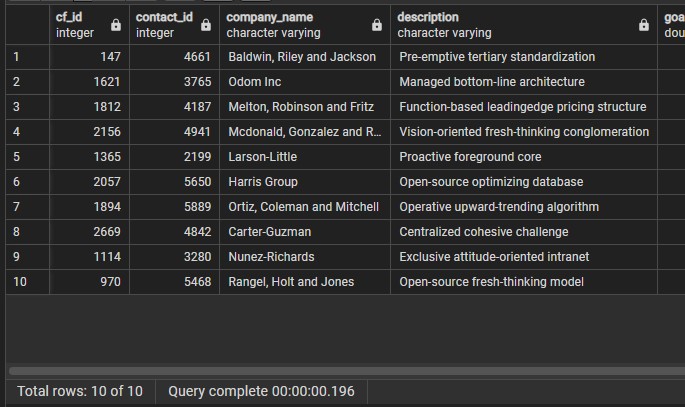 cf_id contact_id company_name description goa
integer integer character varying character varying dou
1 147 4661 Baldwin, Riley and Jackson Pre-emptive tertiary standardization
2 1621 3765 Odom Inc Managed bottom-line architecture
3 1812 4187 Melton, Robinson and Fritz Function-based leadingedge pricing structure
4 2156 4941 Mcdonald, Gonzalez and R... Vision-oriented fresh-thinking conglomeration
5 1365 2199 Larson-Little Proactive foreground core
6 2057 5650 Harris Group Open-source optimizing database
7 1894 5889 Ortiz, Coleman and Mitchell Operative upward-trending algorithm
8 2669 4842 Carter-Guzman Centralized cohesive challenge
9 1114 3280 Nunez-Richards Exclusive attitude-oriented intranet
10 970 5468 Rangel, Holt and Jones Open-source fresh-thinking model
Total rows: 10 of 10 Query complete 00:00:00.196